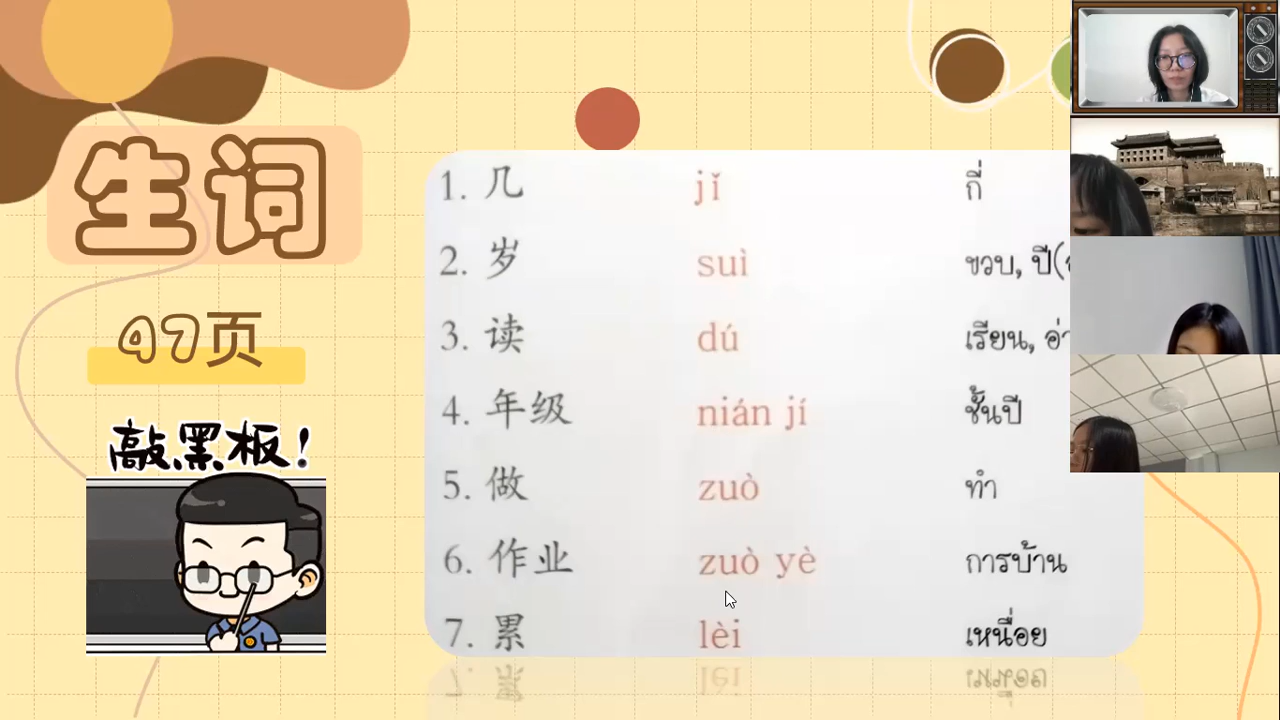 生词
97页
敲黑板!
1. 几 jǐ กี่
2. 岁 suì ขวบ, ปี(
3. 读 dú เรียน, อ่
4. 年级 nián jí ชั้นปี
5. 做 zuò ทำ
6. 作业 zuò yè การบ้าน
7. 累 lèi เหนื่อย